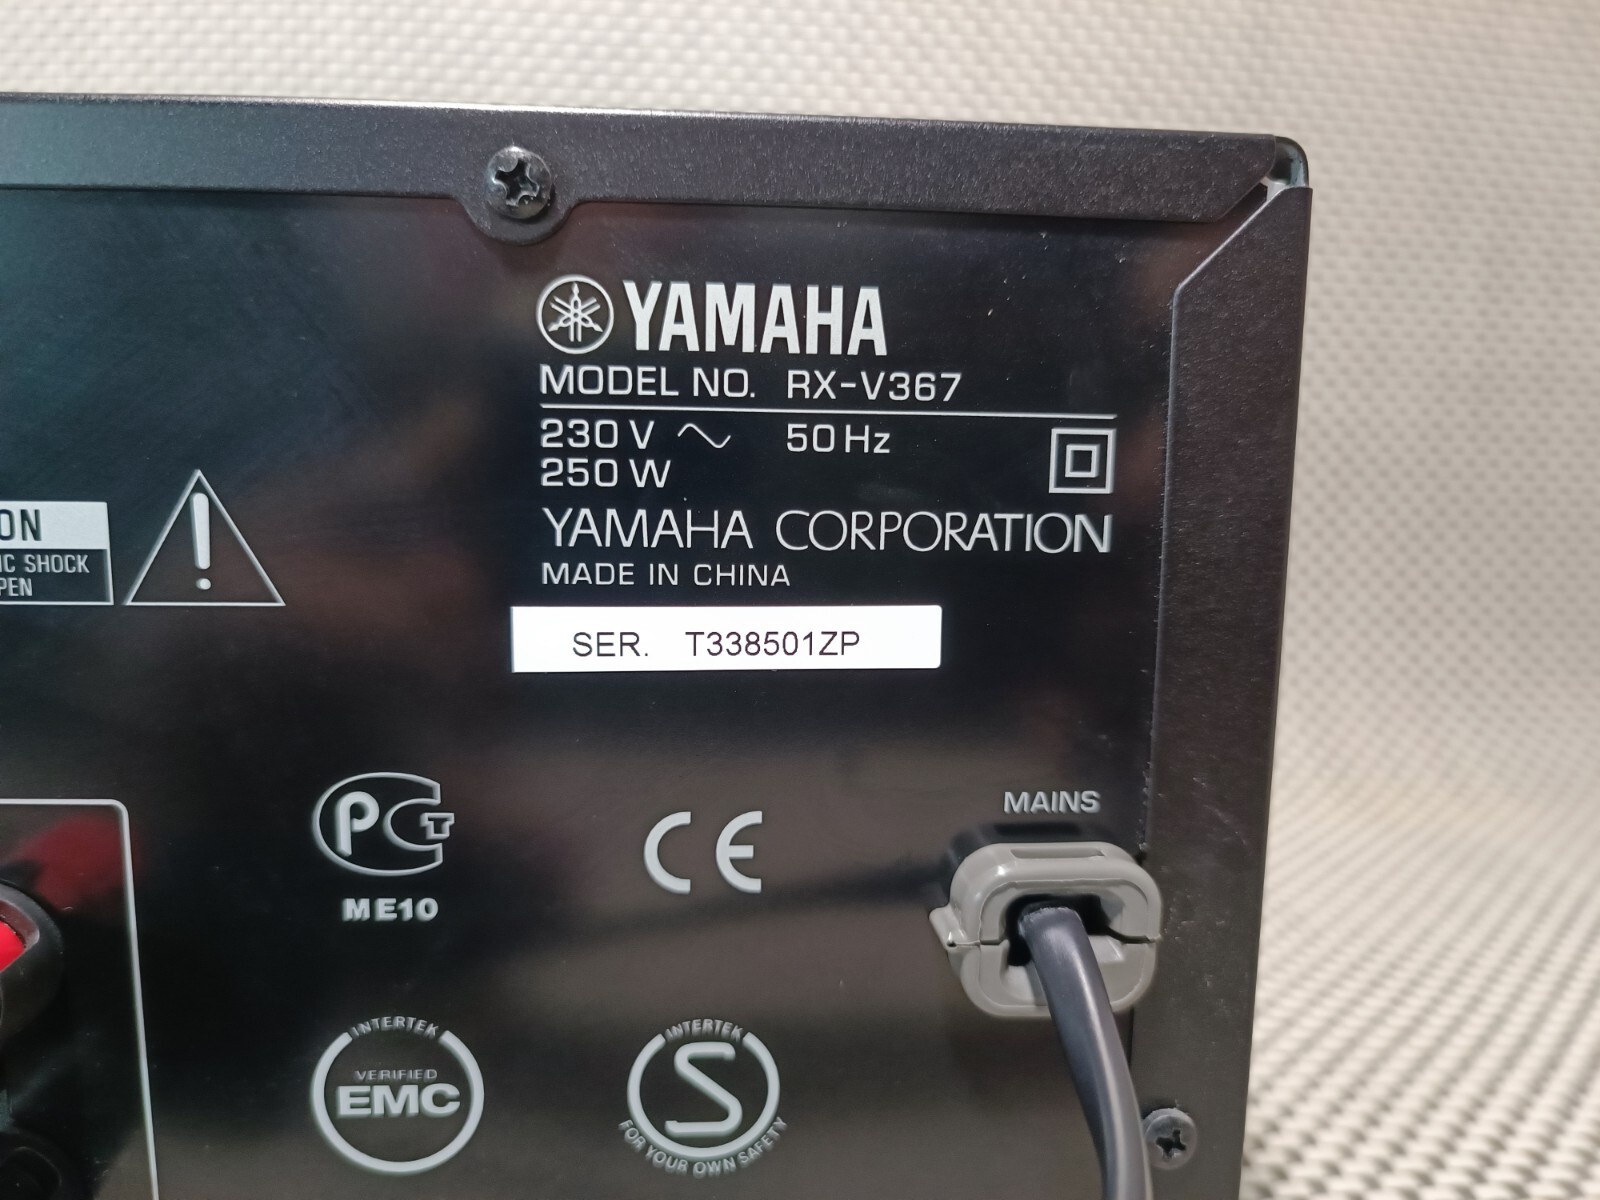 YAMAHA
MODEL NO. RX-V367
230 V ~ 50 Hz
250 W
YAMAHA CORPORATION
MADE IN CHINA
SER. T338501ZP
ON
IC SHOCK
PEN
MAINS
PCT
ME10
CE
INTERTEK
VERIFIED
EMC
INTERTEK
S
FOR YOUR OWN SAFETY